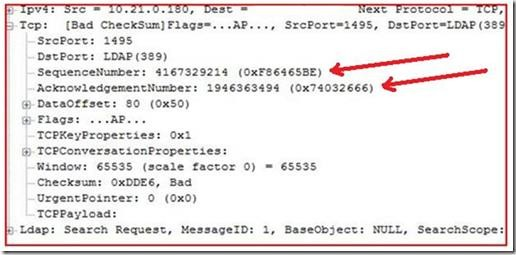 Ipv4: Src = 10.21.0.180, Dest = Next Protocol = TCP,
Tcp: [Bad CheckSum]Flags=...AP..., SrcPort=1495, DstPort=LDAP(389
SrcPort: 1495
DstPort: LDAP(389)
SequenceNumber: 4167329214 (0xF86465BE)
AcknowledgementNumber: 1946363494 (0x74032666)
DataOffset: 80 (0x50)
Flags: ...AP...
TCPKeyProperties: 0x1
TCPConversationProperties:
Window: 65535 (scale factor 0) = 65535
Checksum: 0xDDE6, Bad
UrgentPointer: 0 (0x0)
TCPPayload:
Ldap: Search Request, MessageID: 1, BaseObject: NULL, SearchScope: